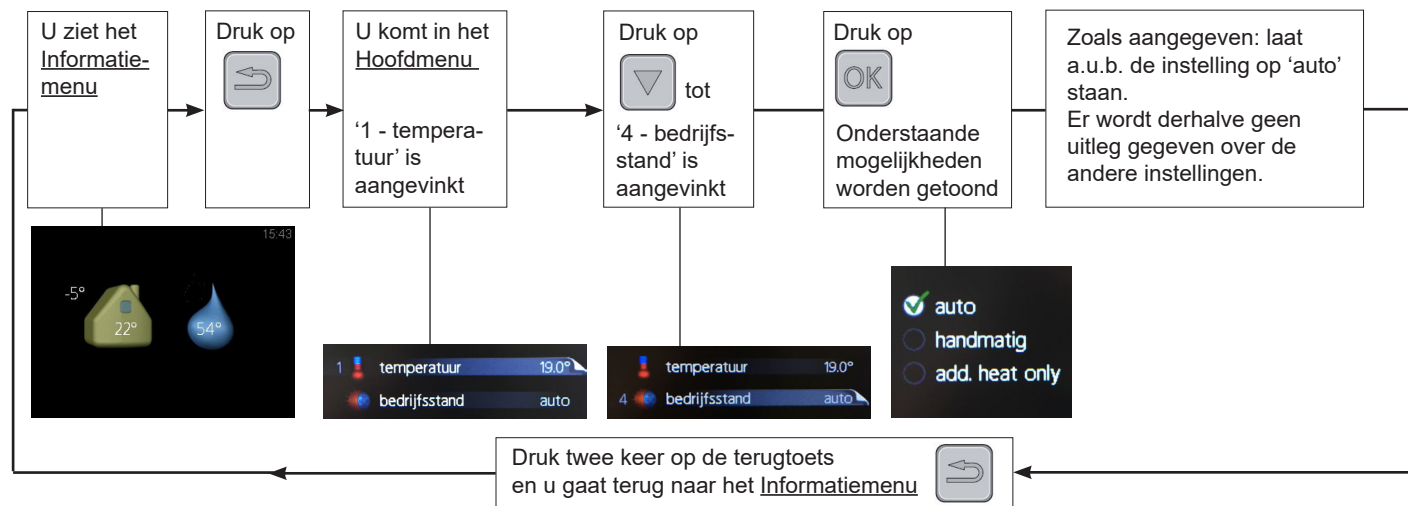 U ziet het
Informatie-
menu
Druk op
U komt in het
Hoofdmenu
‘1 - tempera-
tuur’ is
aangevinkt
Druk op
tot
‘4 - bedrijfs-
stand’ is
aangevinkt
Druk op
OK
Onderstaande
mogelijkheden
worden getoond
Zoals aangegeven: laat
a.u.b. de instelling op ‘auto’
staan.
Er wordt derhalve geen
uitleg gegeven over de
andere instellingen.
15:43
-5°
22°
54°
1 temperatuur 19.0°
bedrijfsstand auto
temperatuur 19.0°
4 bedrijfsstand auto
auto
handmatig
add. heat only
Druk twee keer op de terugtoets
en u gaat terug naar het Informatiemenu